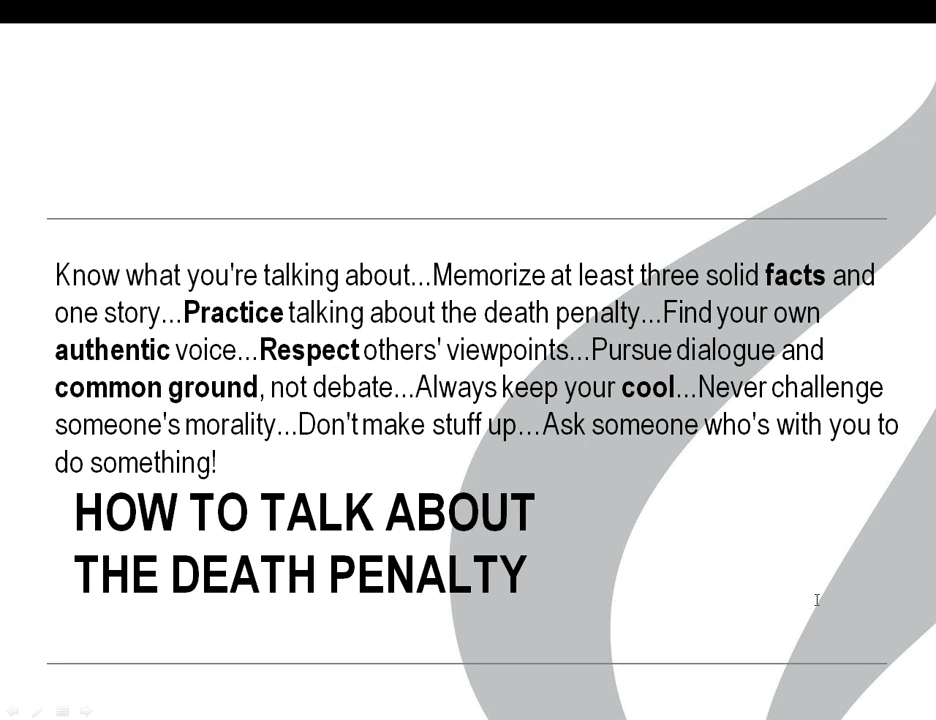 Know what you're talking about...Memorize at least three solid facts and
one story...Practice talking about the death penalty...Find your own
authentic voice...Respect others' viewpoints...Pursue dialogue and
common ground, not debate...Always keep your cool...Never challenge
someone's morality...Don't make stuff up...Ask someone who's with you to
do something!
HOW TO TALK ABOUT
THE DEATH PENALTY